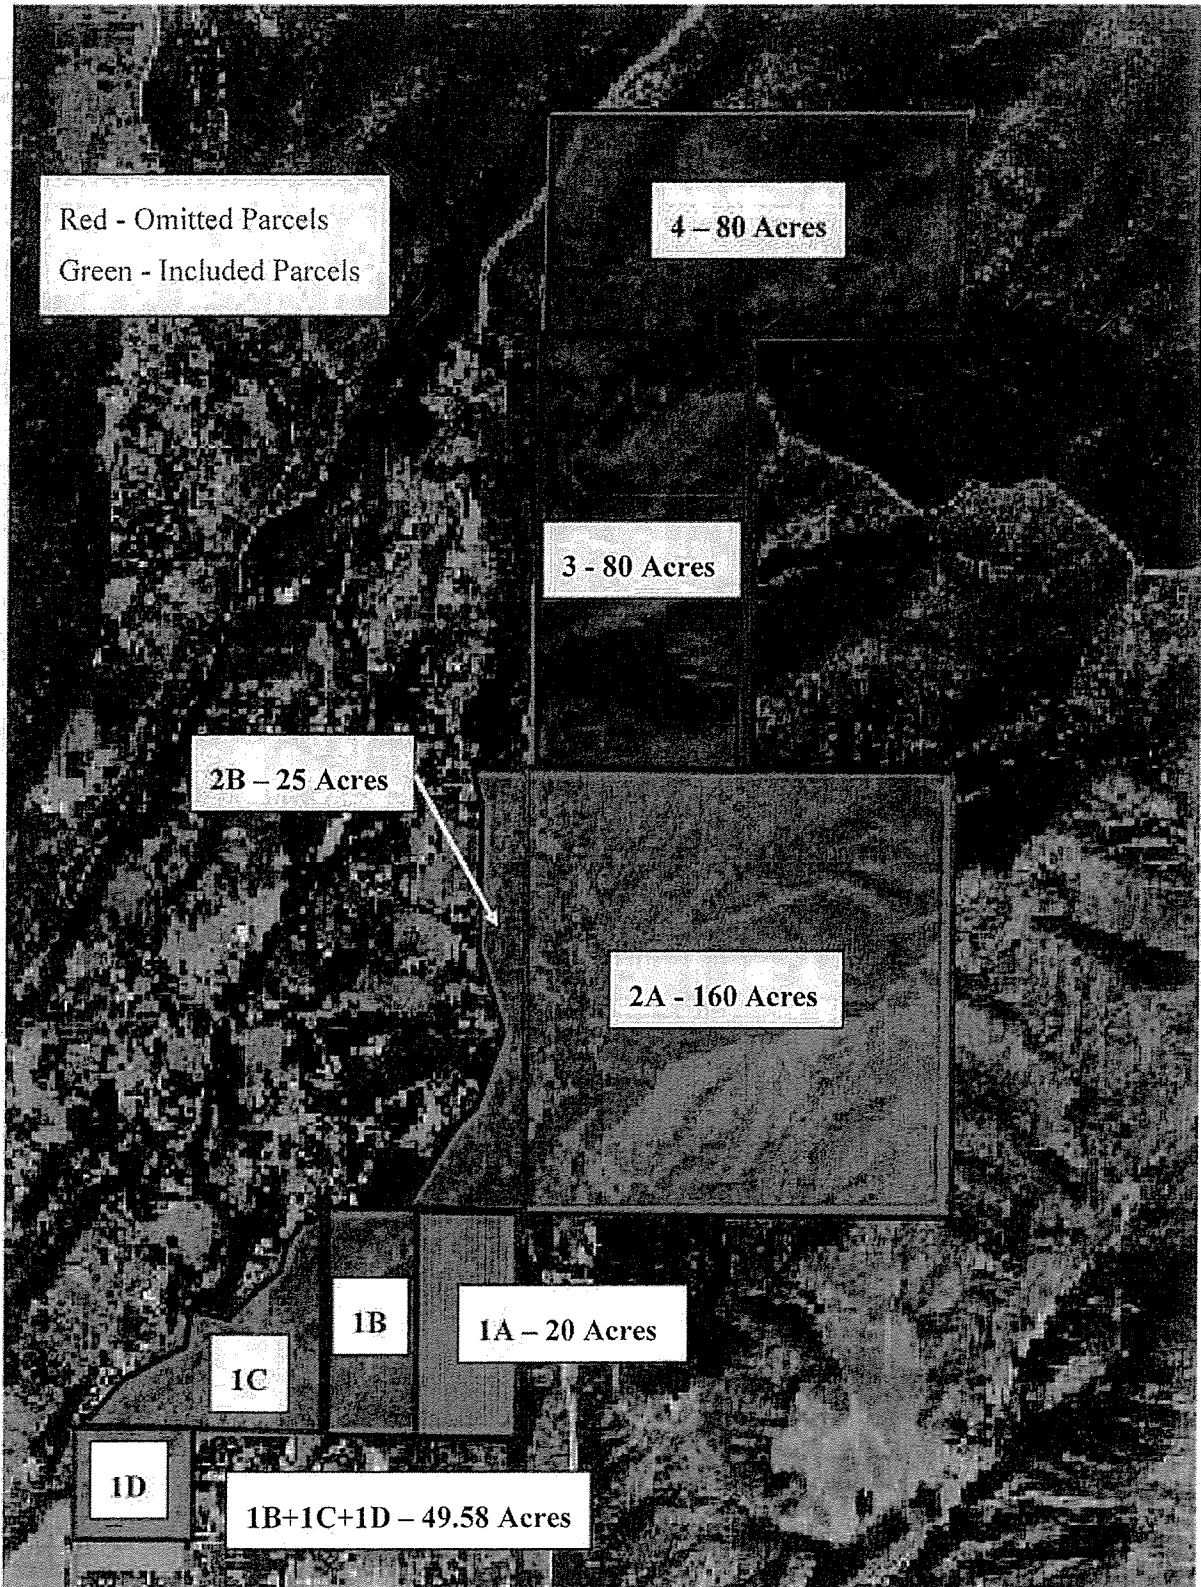 Red - Omitted Parcels
Green - Included Parcels
4 – 80 Acres
3 - 80 Acres
2B – 25 Acres
2A - 160 Acres
1B
1A – 20 Acres
1C
1D
1B+1C+1D – 49.58 Acres